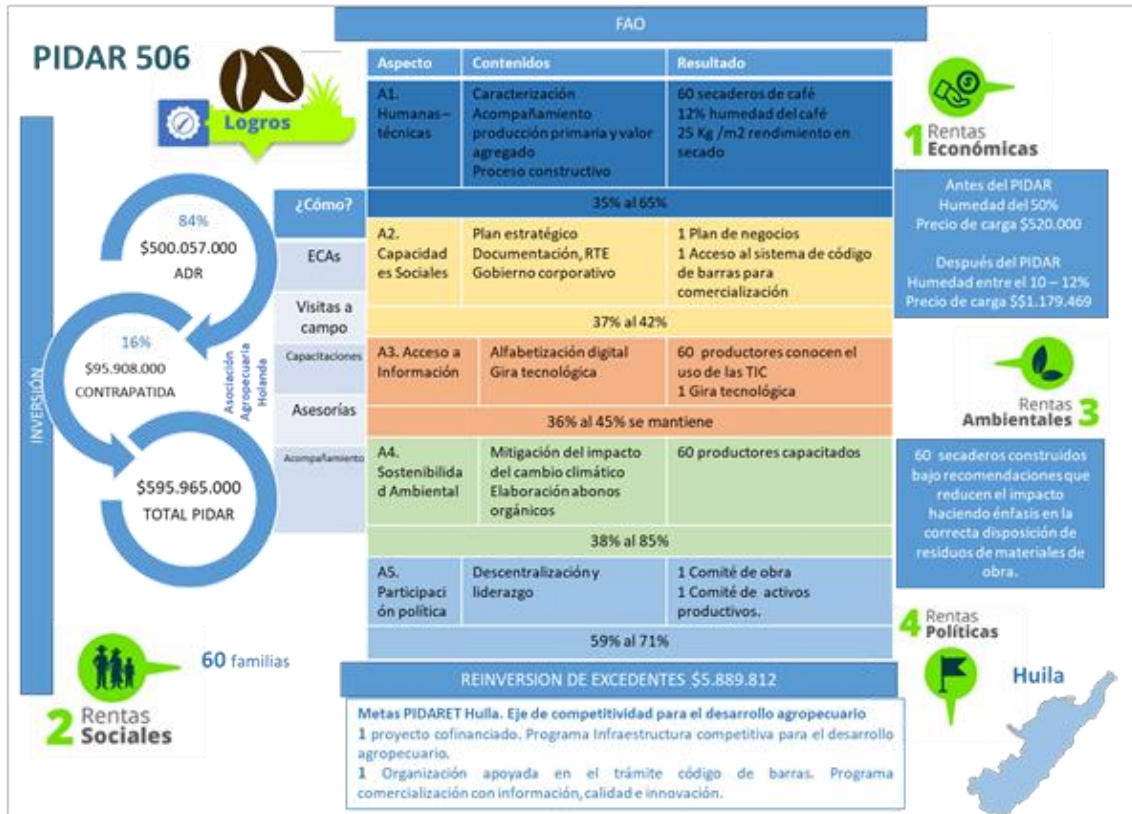 FAO
PIDAR 506
Logros
INVERSIÓN
84%
$500.057.000
ADR
16%
$95.908.000
CONTRAPATIDA
Asociación
Agropecuaria
Holanda
$595.965.000
TOTAL PIDAR
¿Cómo?
ECAs
Visitas a
campo
Capacitaciones
Asesorías
Acompañamiento
Aspecto
Contenidos
Resultado
A1.
Humanas–
técnicas
Caracterización
Acompañamiento
producción primaria y valor
agregado
Proceso constructivo
60 secaderos de café
12% humedad del café
25 Kg /m2 rendimiento en
secado
35% al 65%
A2.
Capacidad
es Sociales
Plan estratégico
Documentación, RTE
Gobierno corporativo
1 Plan de negocios
1 Acceso al sistema de código
de barras para
comercialización
37% al 42%
A3. Acceso a
Información
Alfabetización digital
Gira tecnológica
60 productores conocen el
uso de las TIC
1 Gira tecnológica
36% al 45% se mantiene
A4.
Sostenibilida
d Ambiental
Mitigación del impacto
del cambio climático
Elaboración abonos
orgánicos
60 productores capacitados
38% al 85%
A5.
Participaci
ón política
Descentralización y
liderazgo
1 Comité de obra
1 Comité de activos
productivos.
59% al 71%
REINVERSION DE EXCEDENTES $5.889.812
Metas PIDARET Huila. Eje de competitividad para el desarrollo agropecuario
1 proyecto cofinanciado. Programa Infraestructura competitiva para el desarrollo
agropecuario.
1 Organización apoyada en el trámite código de barras. Programa
comercialización con información, calidad e innovación.
1 Rentas
Económicas
Antes del PIDAR
Humedad del 50%
Precio de carga $520.000
Después del PIDAR
Humedad entre el 10 – 12%
Precio de carga $$1.179.469
Rentas
Ambientales 3
60 secaderos construidos
bajo recomendaciones que
reducen el impacto
haciendo énfasis en la
correcta disposición de
residuos de materiales de
obra.
4 Rentas
Políticas
Huila
60 familias
2 Rentas
Sociales